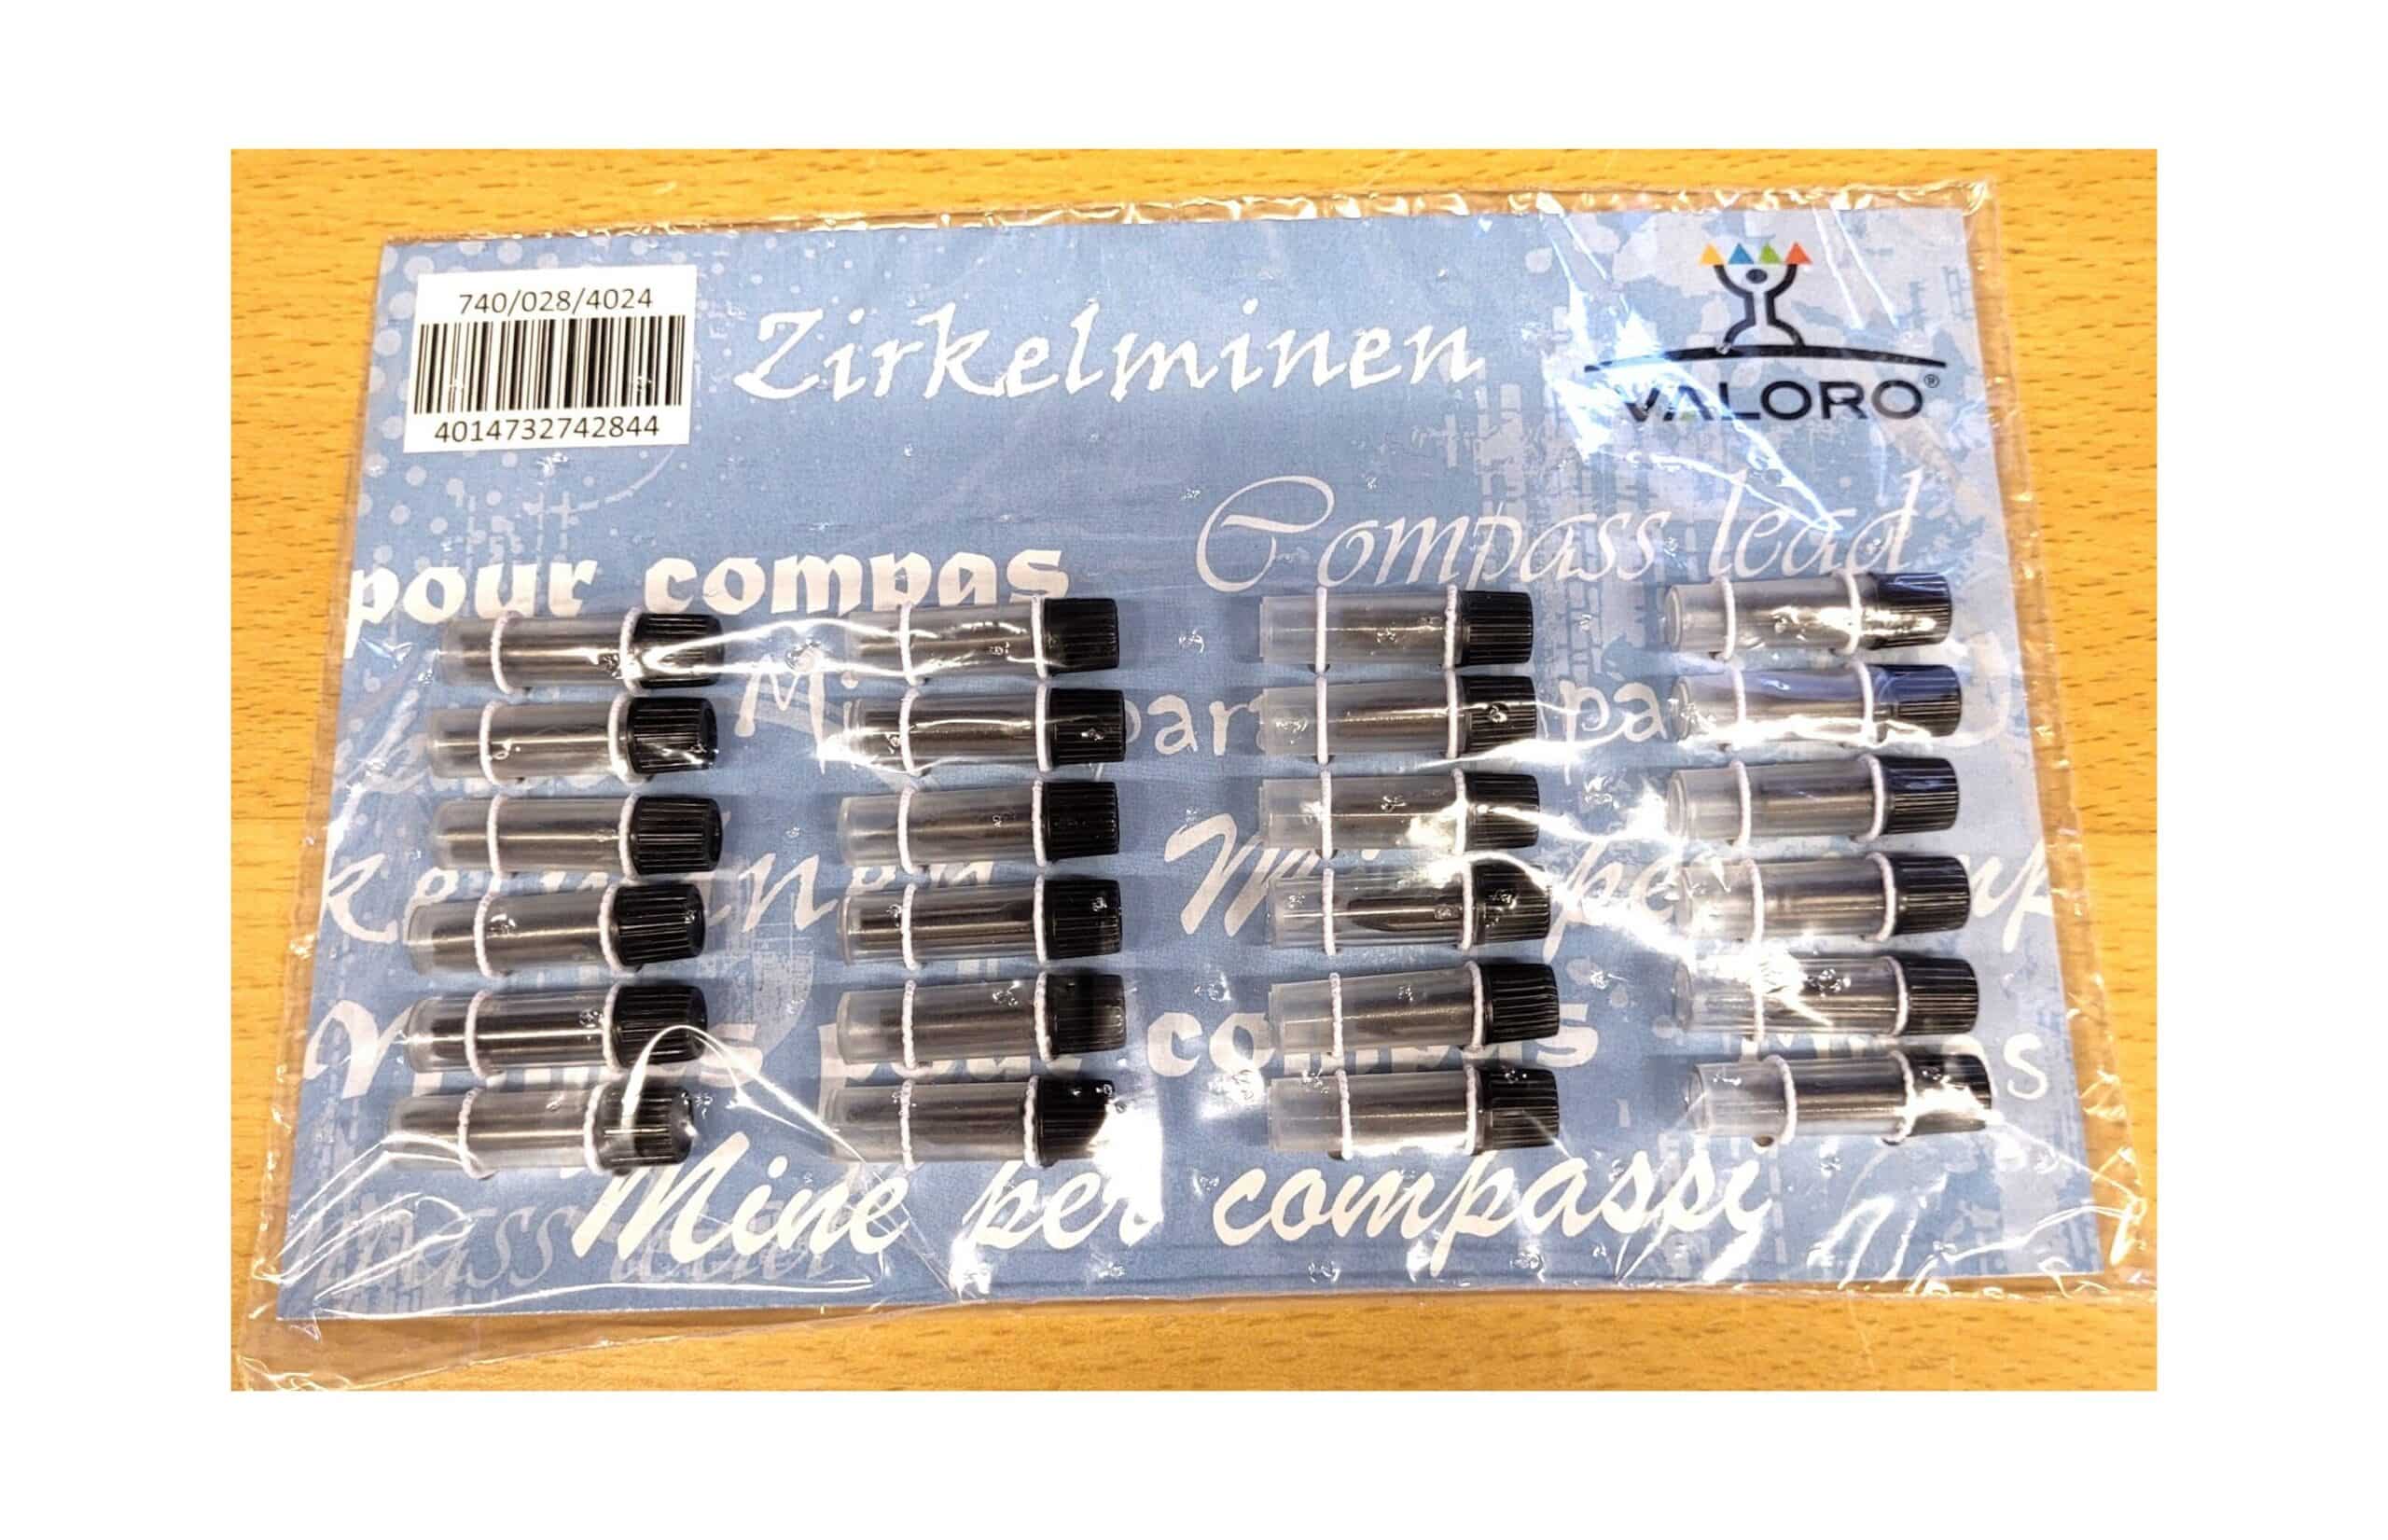 740/028/4024
4014732742844
Zirkelminen
VALORO®
Compass lead
pour compas
Mine per compassi